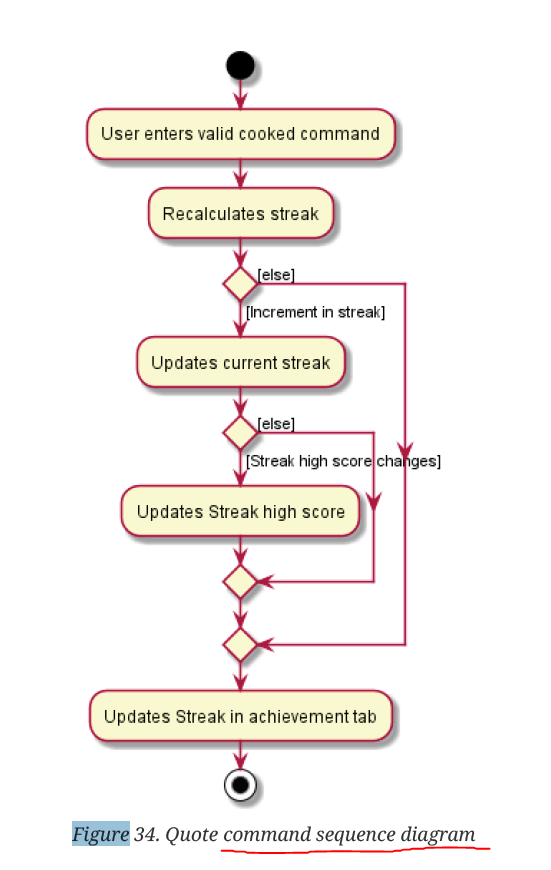 User enters valid cooked command
Recalculates streak
[else]
[Increment in streak]
Updates current streak
[else]
[Streak high score changes]
Updates Streak high score
Updates Streak in achievement tab
Figure 34. Quote command sequence diagram